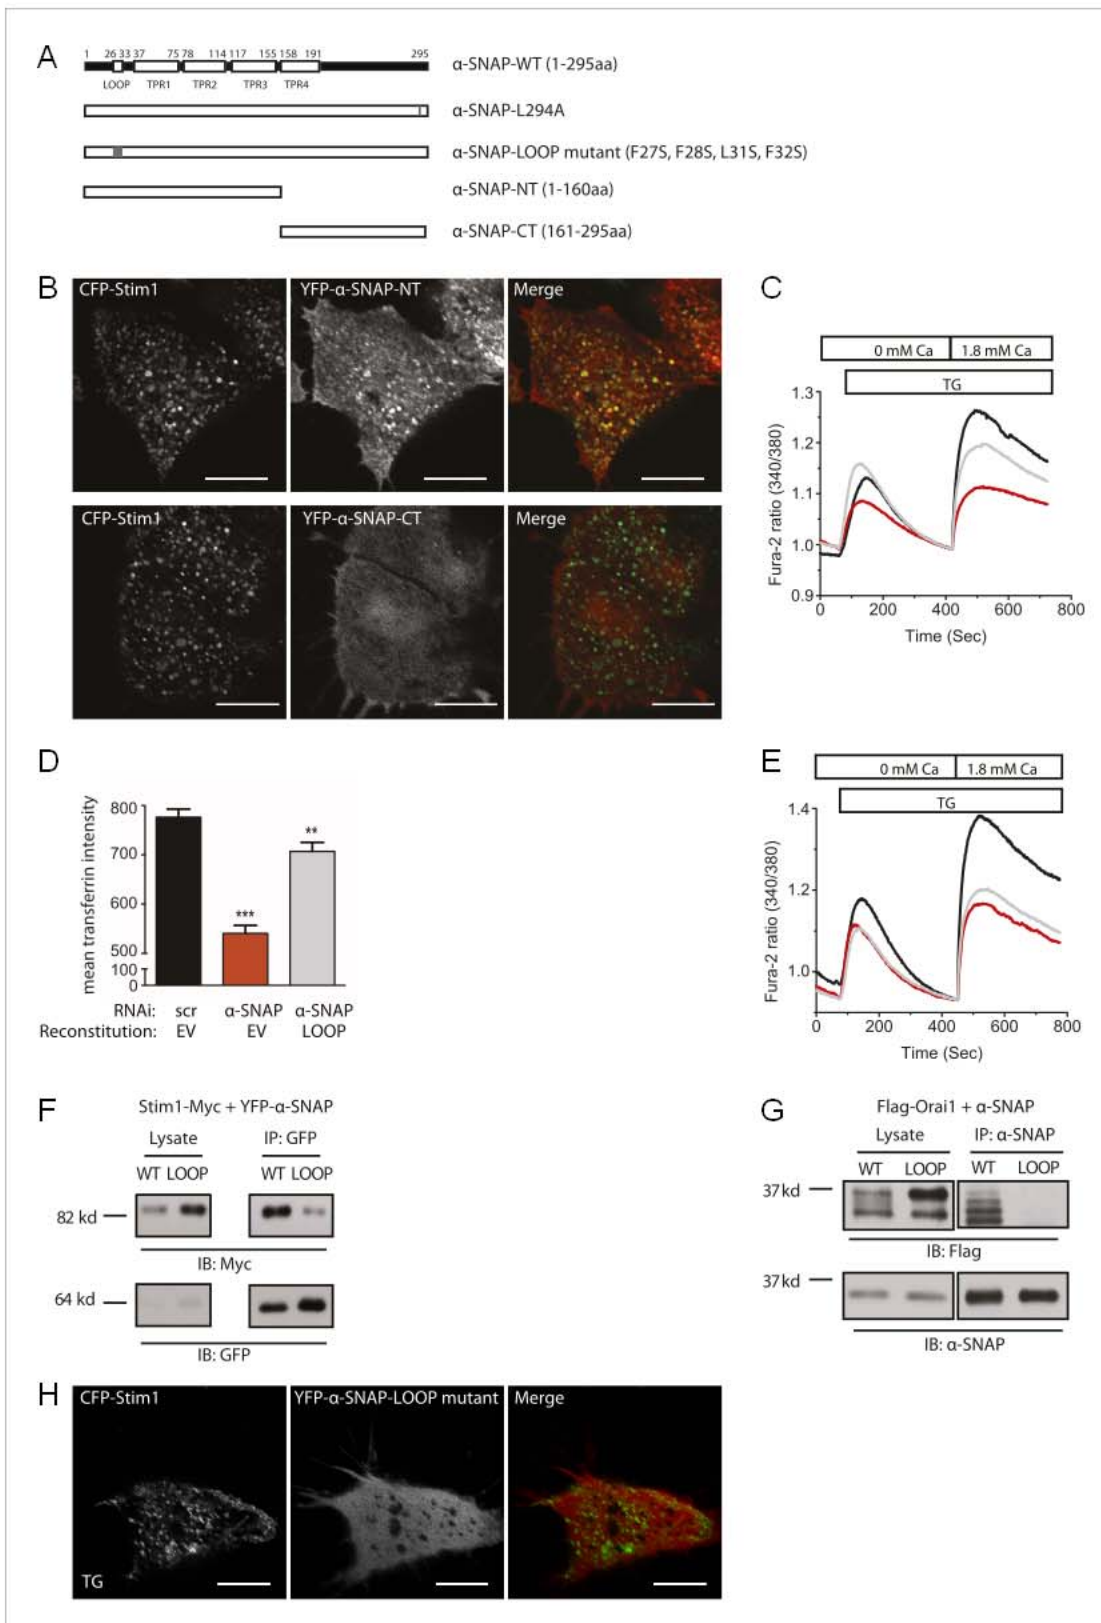 A
1 26 33 37 75 78 114 117 155 158 191 295
LOOP TPR1 TPR2 TPR3 TPR4
α-SNAP-WT (1-295aa)
α-SNAP-L294A
α-SNAP-LOOP mutant (F27S, F28S, L31S, F32S)
α-SNAP-NT (1-160aa)
α-SNAP-CT (161-295aa)
B
CFP-Stim1
YFP-α-SNAP-NT
Merge
CFP-Stim1
YFP-α-SNAP-CT
Merge
C
0 mM Ca 1.8 mM Ca
TG
1.3
1.2
1.1
1.0
0.9
Fura-2 ratio (340/380)
0 200 400 600 800
Time (Sec)
D
mean transferrin intensity
800
700
600
500
100
0
***
**
RNAi: scr α-SNAP α-SNAP
Reconstitution: EV EV LOOP
E
0 mM Ca 1.8 mM Ca
TG
1.4
1.2
1.0
Fura-2 ratio (340/380)
0 200 400 600 800
Time (Sec)
F
Stim1-Myc + YFP-α-SNAP
Lysate IP: GFP
WT LOOP WT LOOP
82 kd
IB: Myc
64 kd
IB: GFP
G
Flag-Orai1 + α-SNAP
Lysate IP: α-SNAP
WT LOOP WT LOOP
37kd
IB: Flag
37kd
IB: α-SNAP
H
CFP-Stim1
YFP-α-SNAP-LOOP mutant
Merge
TG